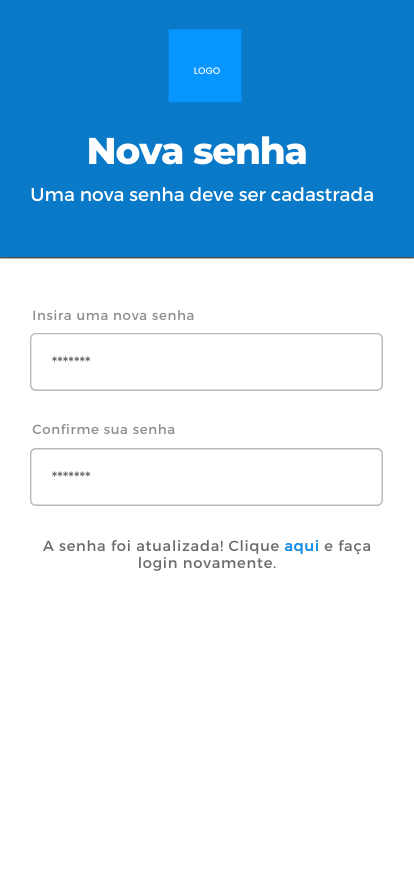 LOGO
Nova senha
Uma nova senha deve ser cadastrada
Insira uma nova senha
*******
Confirme sua senha
*******
A senha foi atualizada! Clique aqui e faça
login novamente.